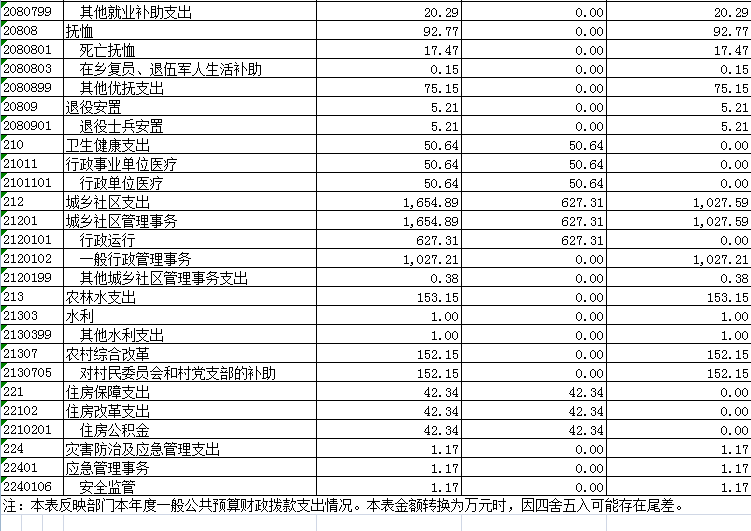 2080799 其他就业补助支出 20.29 0.00 20.29
20808 抚恤 92.77 0.00 92.77
2080801 死亡抚恤 17.47 0.00 17.47
2080803 在乡复员、退伍军人生活补助 0.15 0.00 0.15
2080899 其他优抚支出 75.15 0.00 75.15
20809 退役安置 5.21 0.00 5.21
2080901 退役士兵安置 5.21 0.00 5.21
210 卫生健康支出 50.64 50.64 0.00
21011 行政事业单位医疗 50.64 50.64 0.00
2101101 行政单位医疗 50.64 50.64 0.00
212 城乡社区支出 1,654.89 627.31 1,027.59
21201 城乡社区管理事务 1,654.89 627.31 1,027.59
2120101 行政运行 627.31 627.31 0.00
2120102 一般行政管理事务 1,027.21 0.00 1,027.21
2120199 其他城乡社区管理事务支出 0.38 0.00 0.38
213 农林水支出 153.15 0.00 153.15
21303 水利 1.00 0.00 1.00
2130399 其他水利支出 1.00 0.00 1.00
21307 农村综合改革 152.15 0.00 152.15
2130705 对村民委员会和村党支部的补助 152.15 0.00 152.15
221 住房保障支出 42.34 42.34 0.00
22102 住房改革支出 42.34 42.34 0.00
2210201 住房公积金 42.34 42.34 0.00
224 灾害防治及应急管理支出 1.17 0.00 1.17
22401 应急管理事务 1.17 0.00 1.17
2240106 安全监管 1.17 0.00 1.17
注：本表反映部门本年度一般公共预算财政拨款支出情况。本表金额转换为万元时，因四舍五入可能存在尾差。